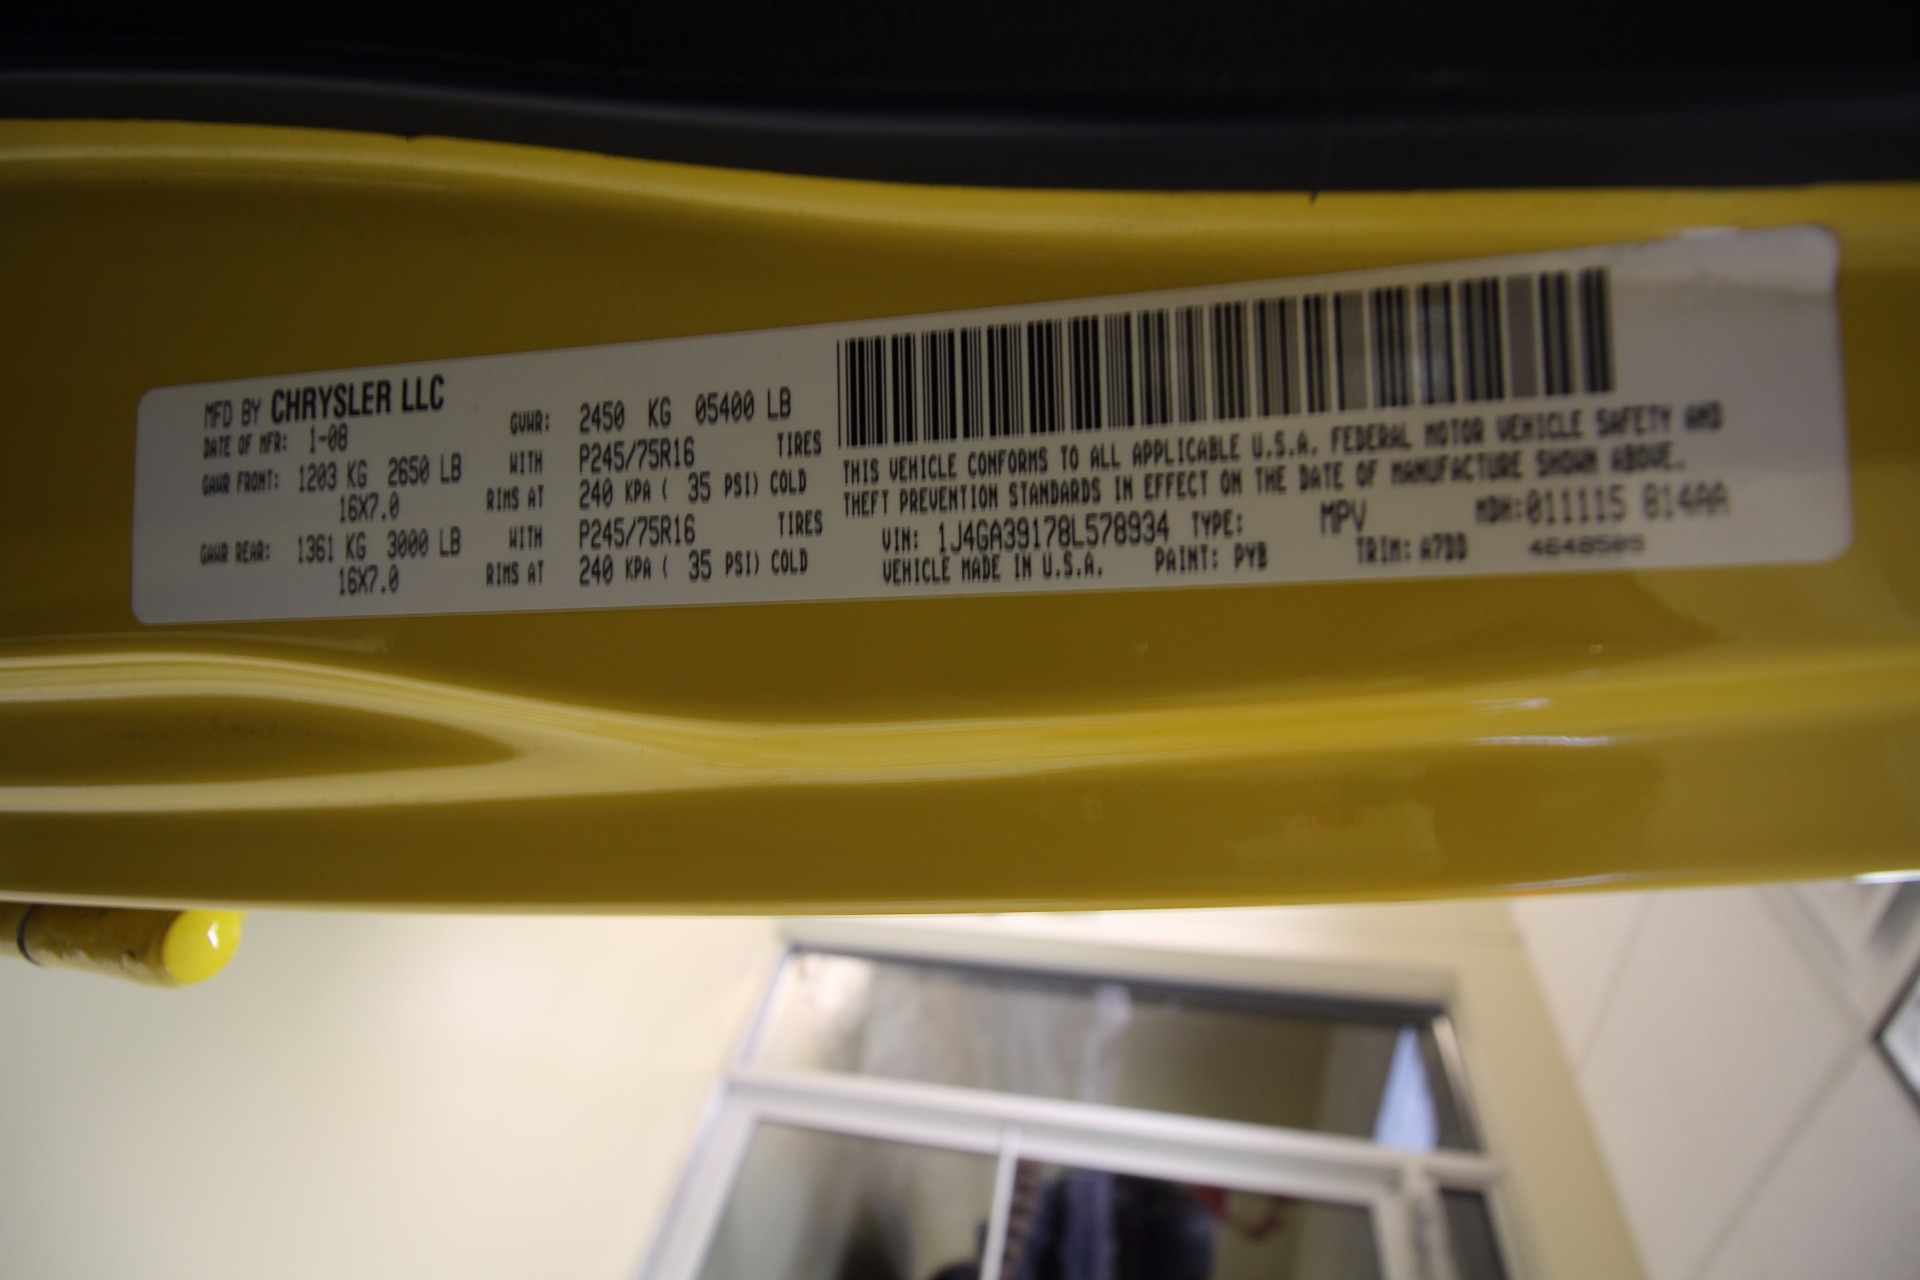 MFD BY CHRYSLER LLC
DATE OF MFR: 1-08 GVWR: 2450 KG 05400 LB
GAWR FRONT: 1203 KG 2650 LB WITH P245/75R16 TIRES
16X7.0 RIMS AT 240 KPA ( 35 PSI) COLD
GAWR REAR: 1361 KG 3000 LB WITH P245/75R16 TIRES
16X7.0 RIMS AT 240 KPA ( 35 PSI) COLD
THIS VEHICLE CONFORMS TO ALL APPLICABLE U.S.A. FEDERAL MOTOR VEHICLE SAFETY AND
THEFT PREVENTION STANDARDS IN EFFECT ON THE DATE OF MANUFACTURE SHOWN ABOVE.
VIN: 1J4GA39178L578934 TYPE: MPV MDH:011115 814AA
VEHICLE MADE IN U.S.A. PAINT: PYB TRIM: A7DD 4648509